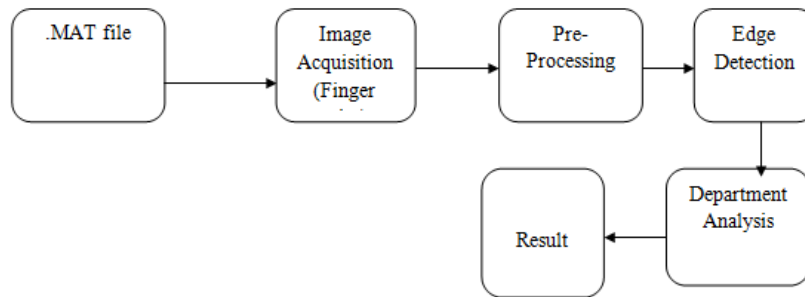 .MAT file
Image
Acquisition
(Finger
Pre-
Processing
Edge
Detection
Department
Analysis
Result